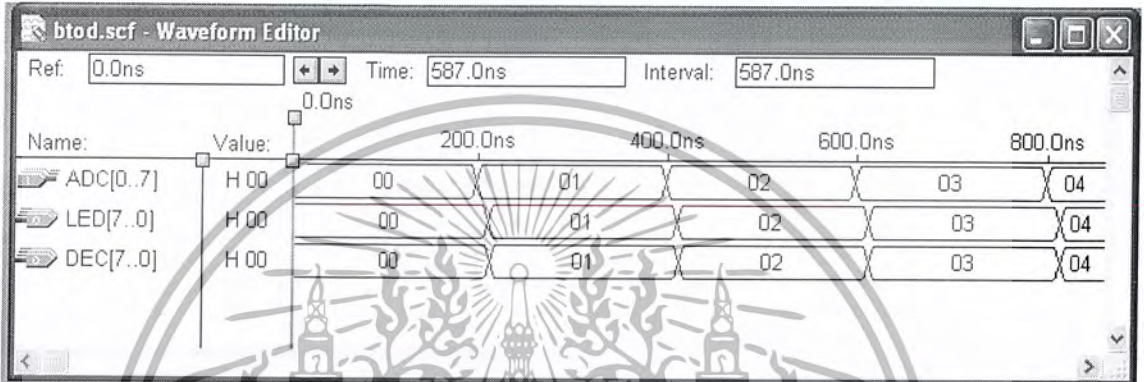 btod.scf - Waveform Editor
Ref: 0.0ns Time: 587.0ns Interval: 587.0ns
0.0ns
Name: Value: 200.0ns 400.0ns 600.0ns 800.0ns
ADC[0..7] H 00 00 01 02 03 04
LED[7..0] H 00 00 01 02 03 04
DEC[7..0] H 00 00 01 02 03 04